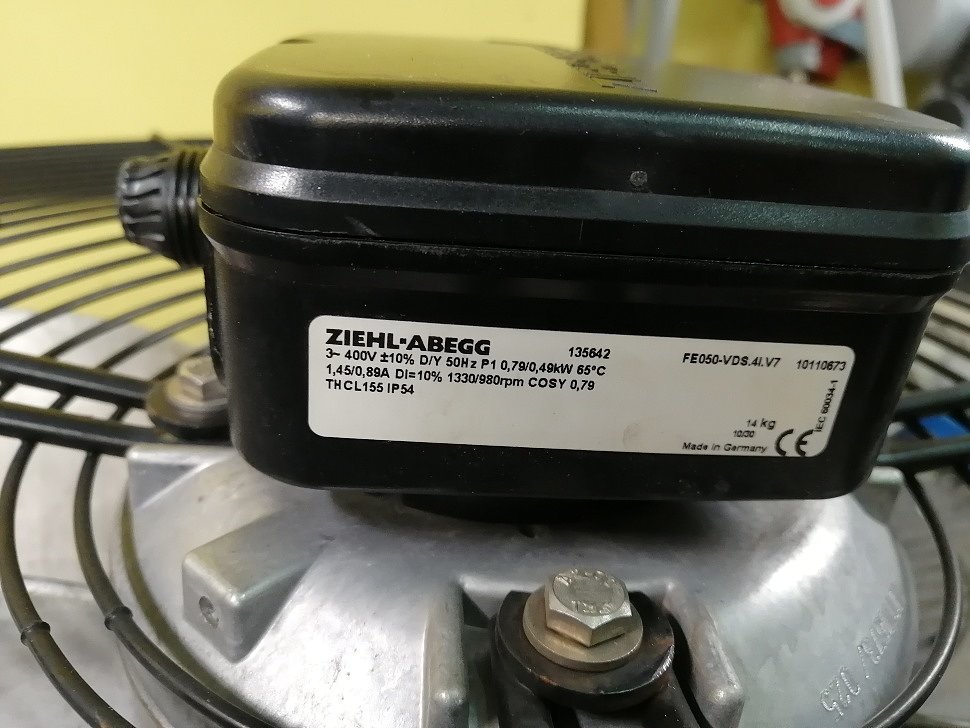 ZIEHL-ABEGG 135642 FE050-VDS.4I.V7 10110673
3~ 400V ±10% D/Y 50Hz P1 0,79/0,49kW 65°C
1,45/0,89A DI=10% 1330/980rpm COSY 0,79
THCL155 IP54
IEC 60034-1
14 kg
10/30
Made in Germany CE